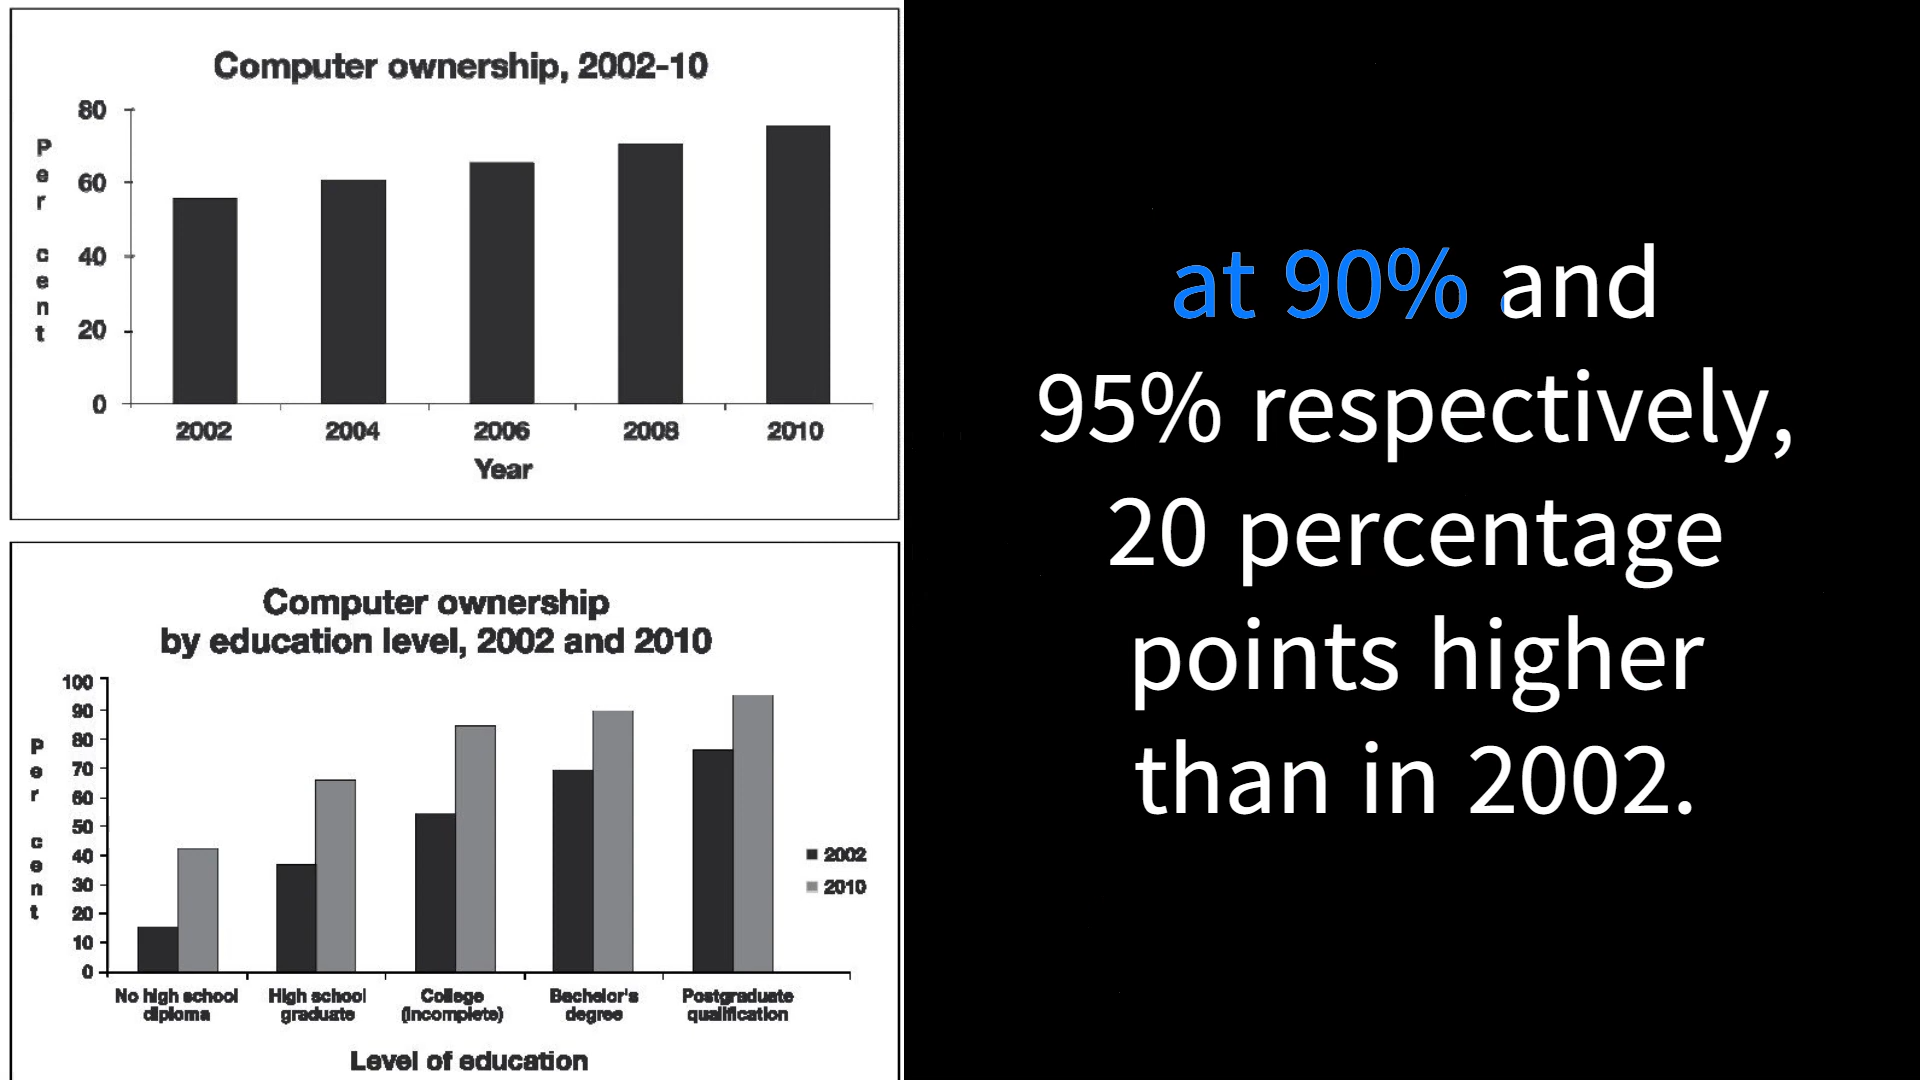 Computer ownership, 2002-10
80
60
40
20
0
Per cent
2002 2004 2006 2008 2010
Year
Computer ownership
by education level, 2002 and 2010
100
90
80
70
60
50
40
30
20
10
0
Per cent
2002
2010
No high school diploma
High school graduate
College (incomplete)
Bachelor's degree
Postgraduate qualification
Level of education
at 90% and
95% respectively,
20 percentage
points higher
than in 2002.